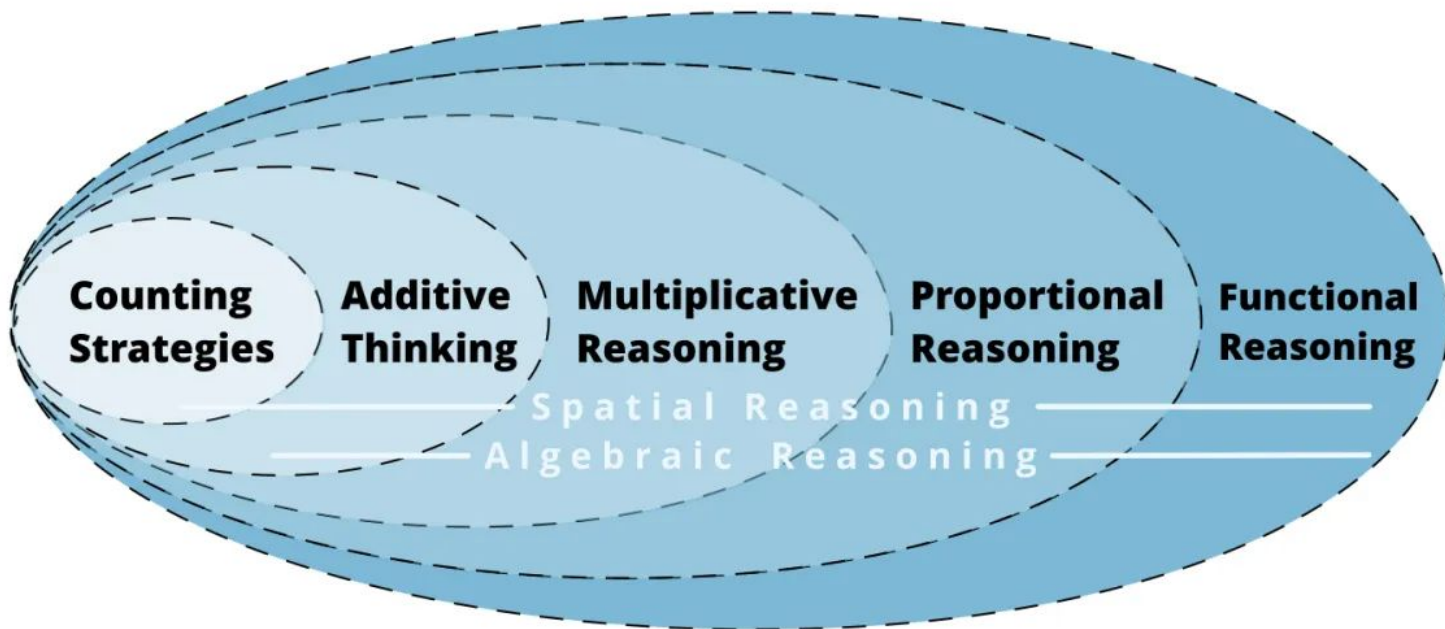 Counting Strategies
Additive Thinking
Multiplicative Reasoning
Proportional Reasoning
Functional Reasoning
Spatial Reasoning
Algebraic Reasoning